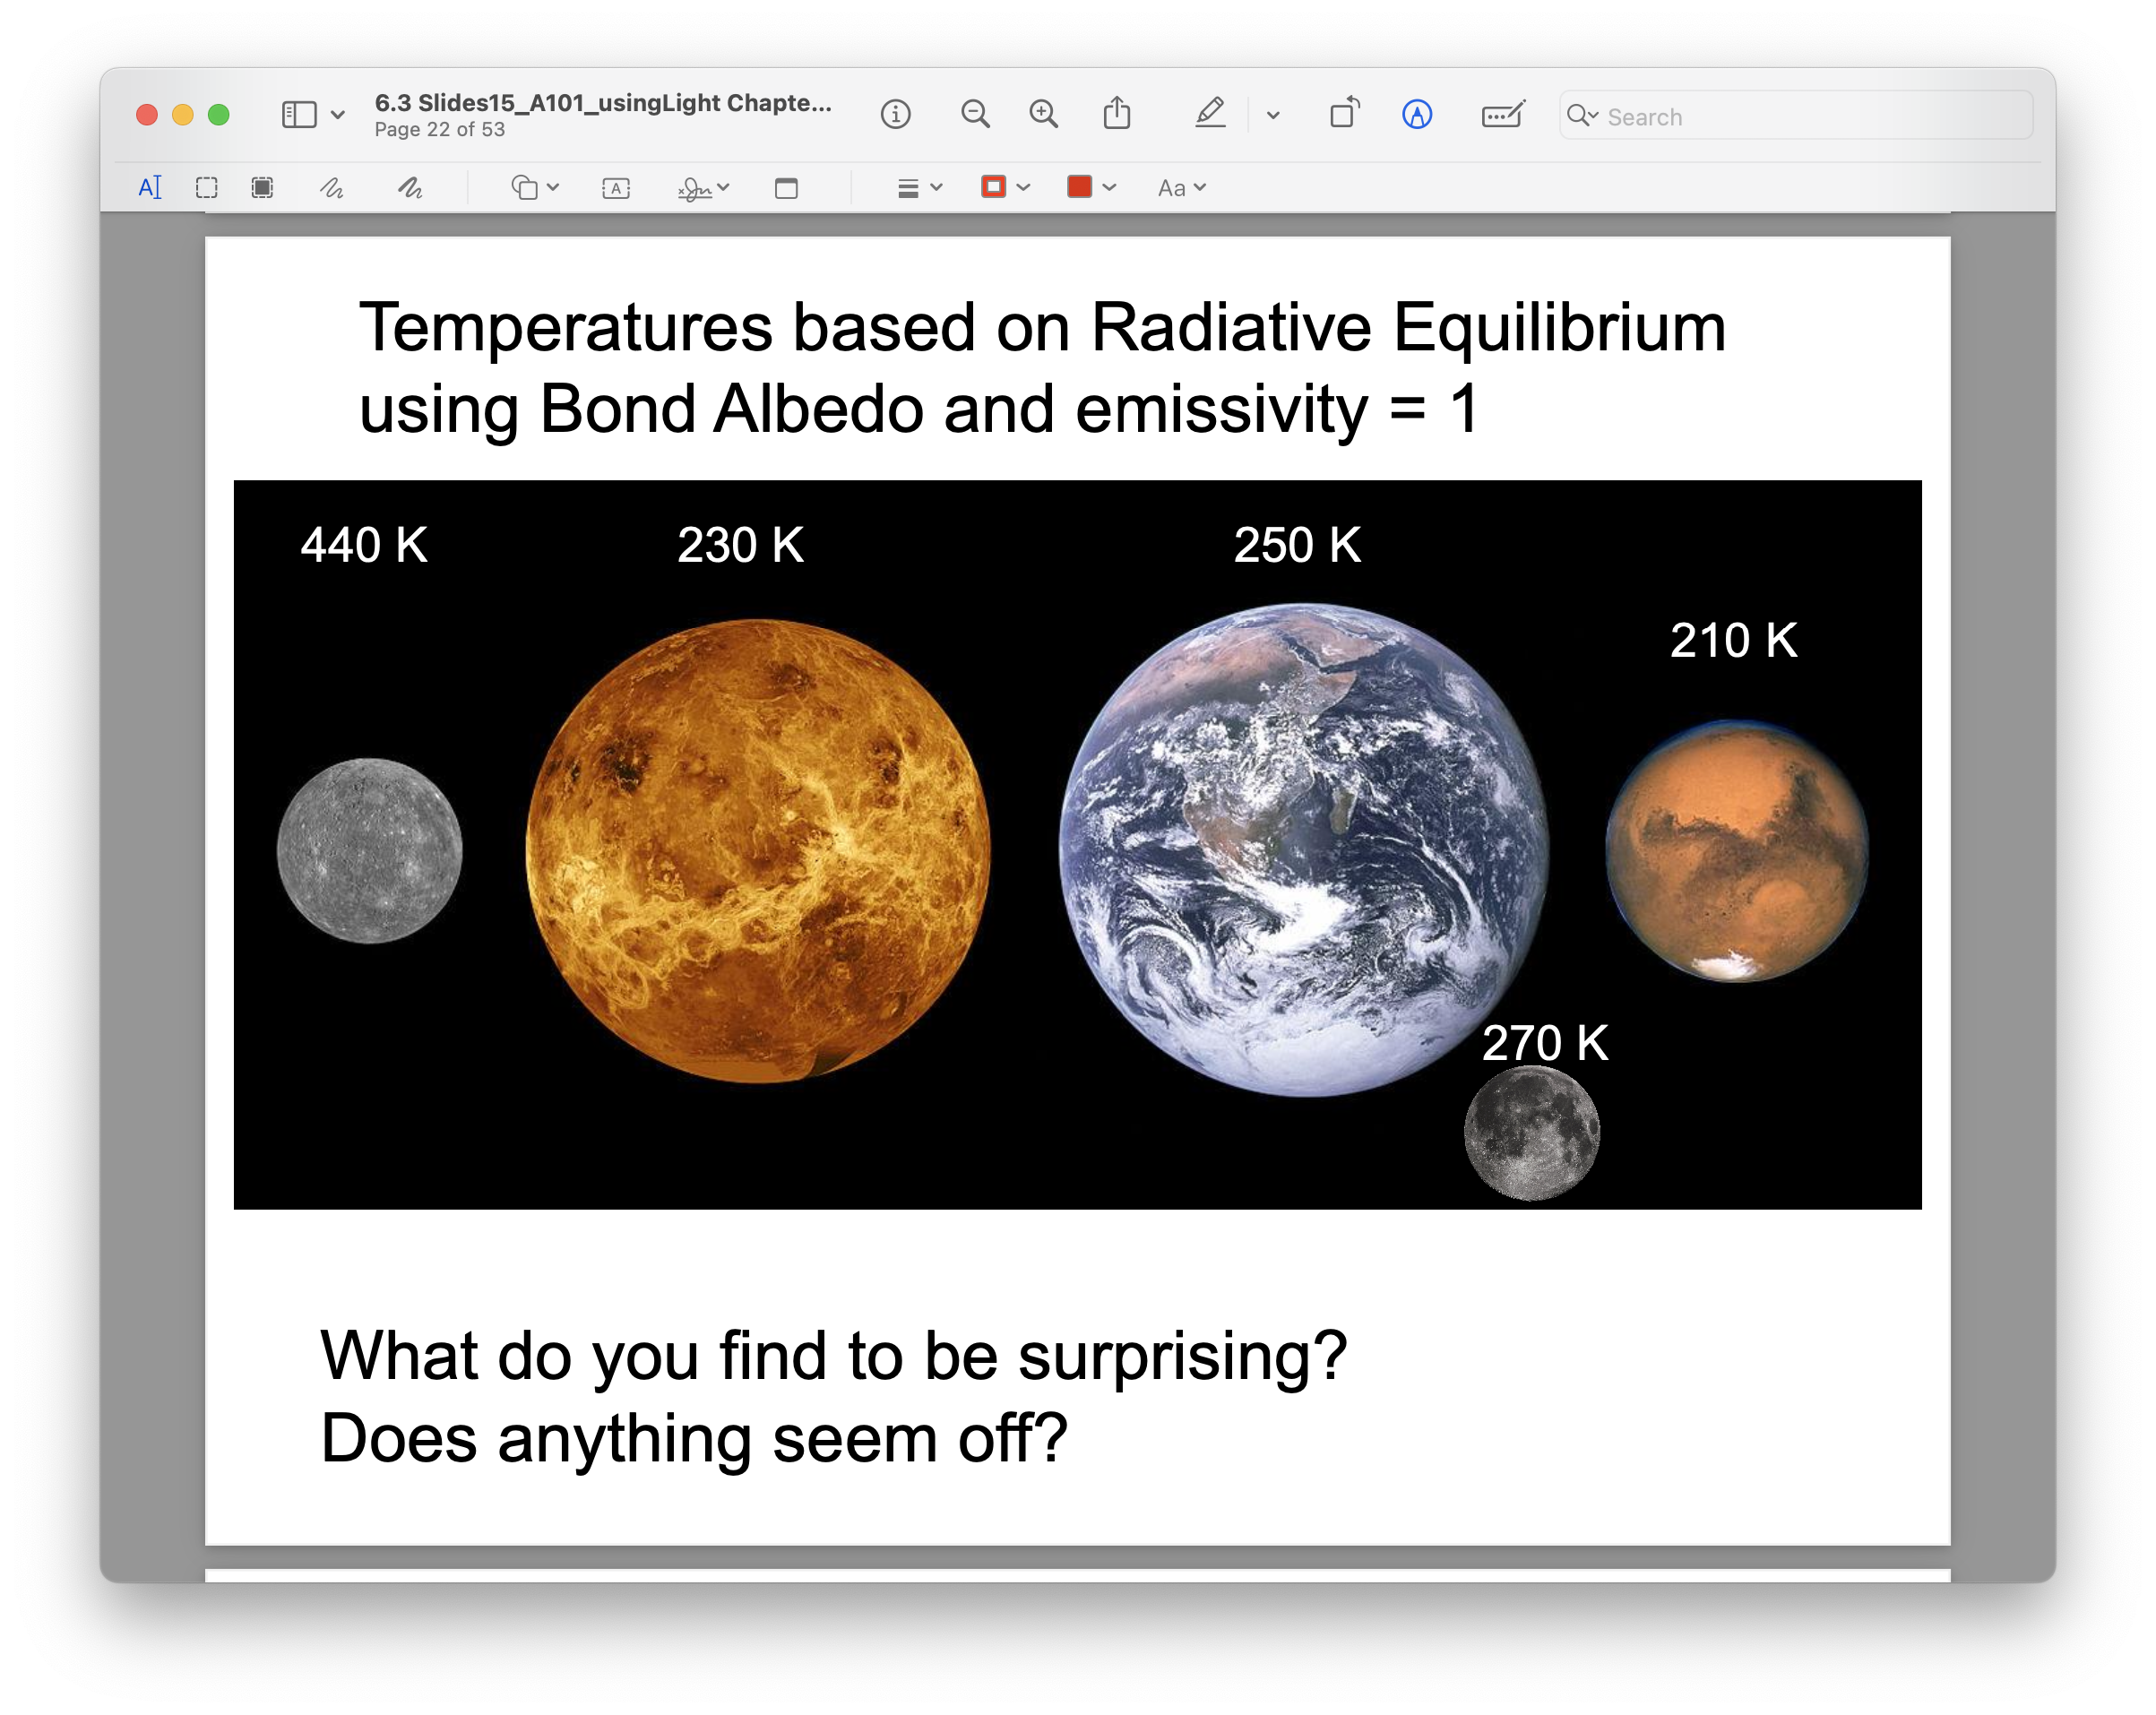 6.3 Slides15_A101_usingLight Chapte...
Page 22 of 53
Search
A
A
Aa
Temperatures based on Radiative Equilibrium
using Bond Albedo and emissivity = 1
440 K
230 K
250 K
210 K
270 K
What do you find to be surprising?
Does anything seem off?